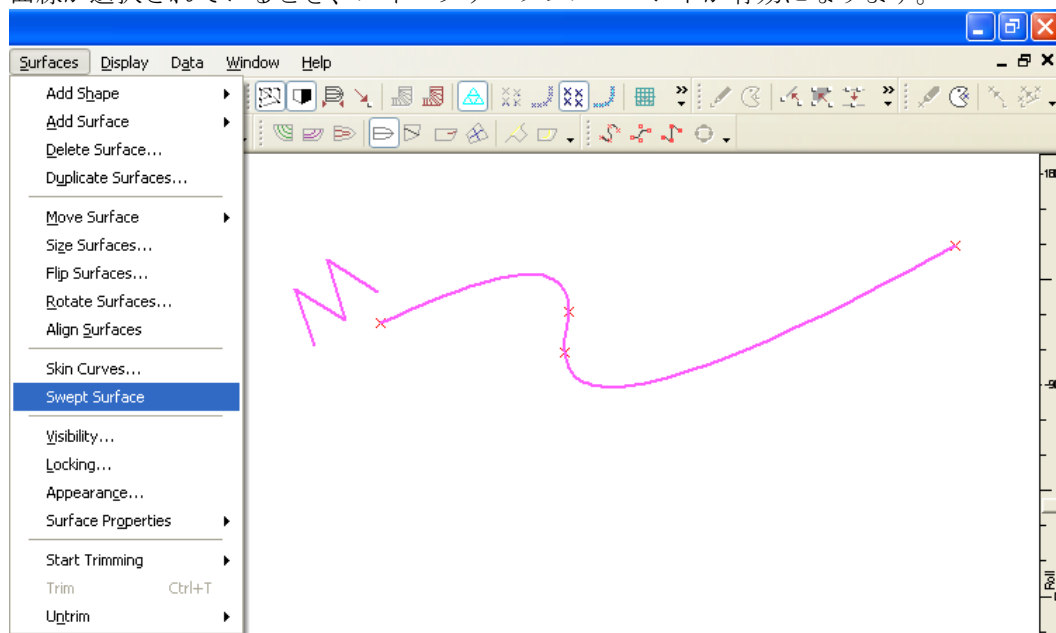 Surfaces Display Data Window Help
Add Shape
Add Surface
Delete Surface...
Duplicate Surfaces...
Move Surface
Size Surfaces...
Flip Surfaces...
Rotate Surfaces...
Align Surfaces
Skin Curves...
Swept Surface
Visibility...
Locking...
Appearance...
Surface Properties
Start Trimming
Trim Ctrl+T
Untrim
Roll